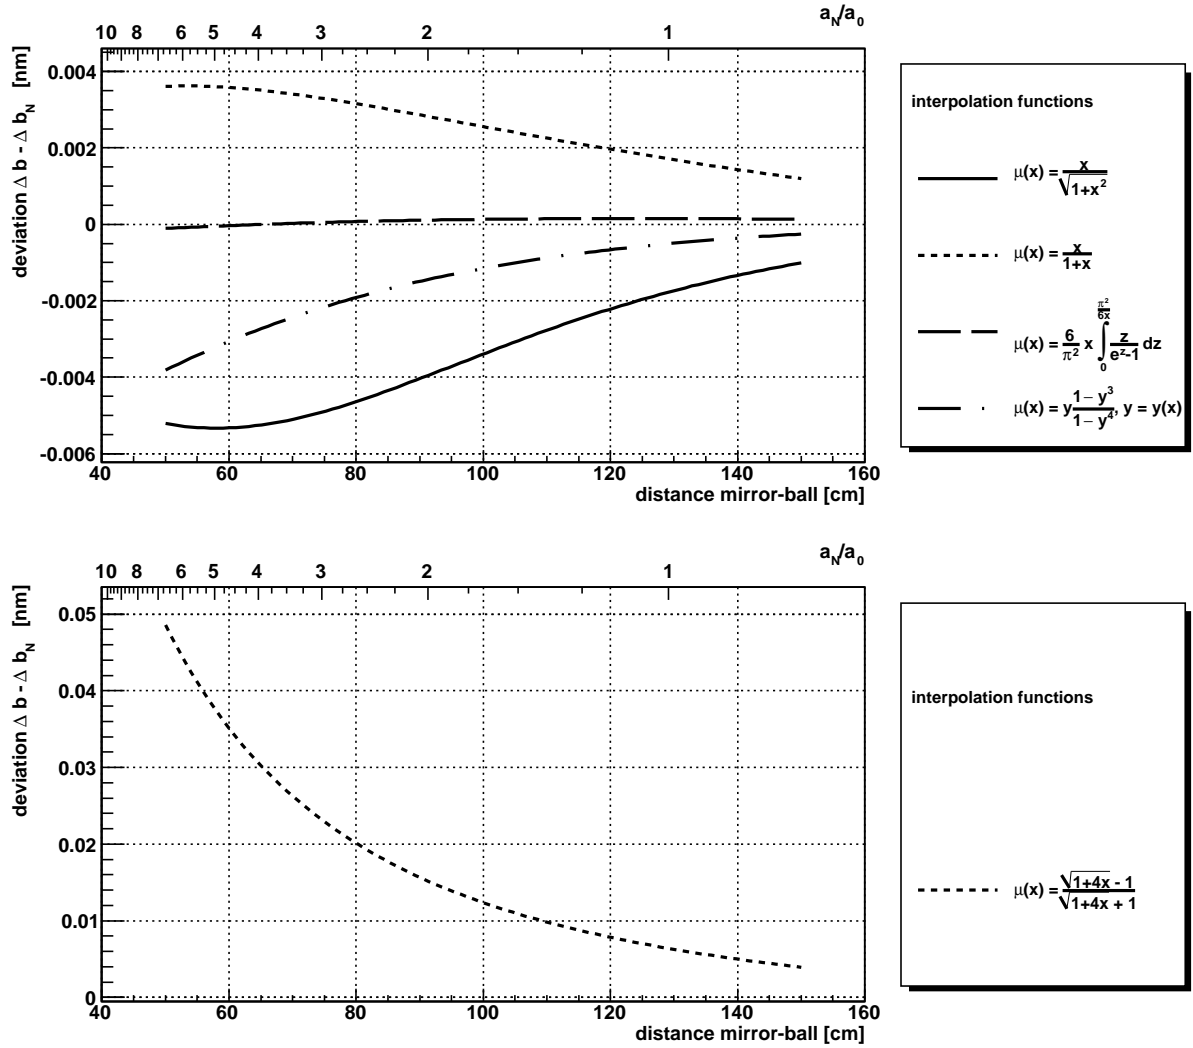 a_N/a_0
10 8 6 5 4 3 2 1
deviation Δ b - Δ b_N [nm]
0.004
0.002
0
-0.002
-0.004
-0.006
40 60 80 100 120 140 160
distance mirror-ball [cm]
interpolation functions
μ(x) = x / √1+x²
μ(x) = x / 1+x
μ(x) = 6/π² x ∫₀^(π²/6x) z/(e^z-1) dz
μ(x) = y (1 – y³)/(1 – y⁴), y = y(x)
a_N/a_0
10 8 6 5 4 3 2 1
deviation Δ b - Δ b_N [nm]
0.05
0.04
0.03
0.02
0.01
0
40 60 80 100 120 140 160
distance mirror-ball [cm]
interpolation functions
μ(x) = (√1+4x - 1)/(√1+4x + 1)